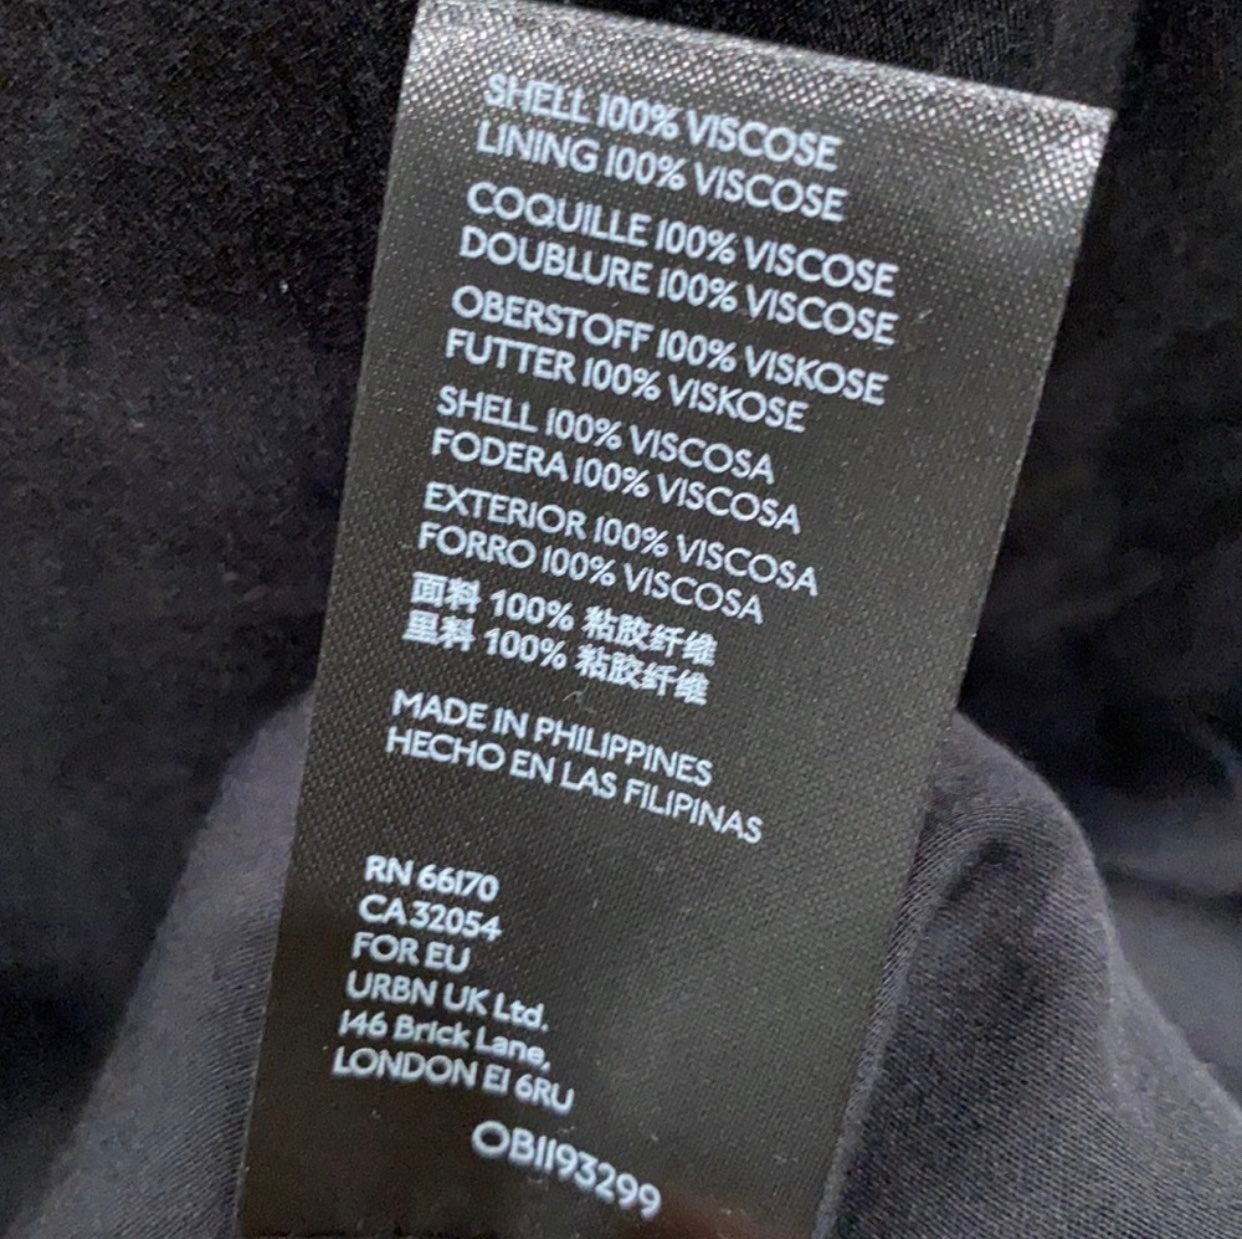 SHELL 100% VISCOSE
LINING 100% VISCOSE
COQUILLE 100% VISCOSE
DOUBLURE 100% VISCOSE
OBERSTOFF 100% VISKOSE
FUTTER 100% VISKOSE
SHELL 100% VISCOSA
FODERA 100% VISCOSA
EXTERIOR 100% VISCOSA
FORRO 100% VISCOSA
面料 100% 粘胶纤维
里料 100% 粘胶纤维
MADE IN PHILIPPINES
HECHO EN LAS FILIPINAS
RN 66170
CA 32054
FOR EU
URBN UK Ltd.
146 Brick Lane,
LONDON E1 6RU
OB1193299